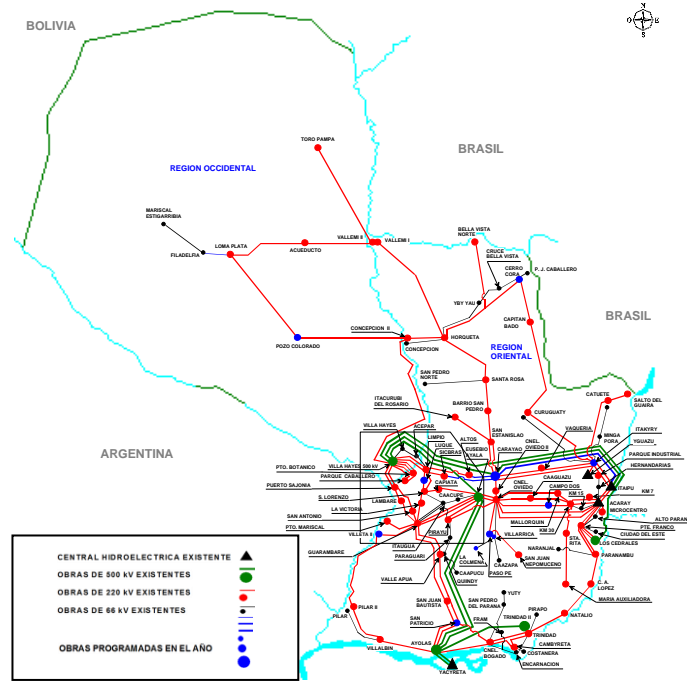 BOLIVIA
N
O
E
S
TORO PAMPA
BRASIL
REGION OCCIDENTAL
MARISCAL
ESTIGARRIBIA
BELLA VISTA
NORTE
VALLEMI II
VALLEMI I
LOMA PLATA
ACUEDUCTO
FILADELFIA
CRUCE
BELLA VISTA
CERRO
CORA
P. J. CABALLERO
YBY YAU
BRASIL
CAPITAN
BADO
CONCEPCION II
CONCEPCION
HORQUETA
POZO COLORADO
REGION
ORIENTAL
SAN PEDRO
NORTE
SANTA ROSA
ITACURUBI
DEL ROSARIO
BARRIO SAN
PEDRO
CURUGUATY
CATUETE
SALTO DEL
GUAIRA
VAQUERIA
MINGA
PORA
ITAKYRY
YGUAZU
PARQUE INDUSTRIAL
HERNANDARIAS
VILLA HAYES
ACEPAR
LIMPIO
LUQUE
SICBRAS
ALTOS
EUSEBIO
AYALA
SAN
ESTANISLAO
CARAYAO
CNEL.
OVIEDO II
ARGENTINA
PTO. BOTANICO
VILLA HAYES 500 kV
PARQUE CABALLERO
PUERTO SAJONIA
CAPIATA
CAACUPE
CNEL.
OVIEDO
CAAGUAZU
CAMPO DOS
KM 15
ITAIPU
KM 7
ACARAY
MICROCENTRO
S. LORENZO
LAMBARE
LA VICTORIA
SAN ANTONIO
PTO. MARISCAL
VILLETA II
GUARAMBARE
ITAUGUA
PARAGUARI
PIRAYU
MALLORQUIN
KM 30
ALTO PARAN
PTE. FRANCO
CIUDAD DEL ESTE
LOS CEDRALES
STA.
RITA
PARANAMBU
VILLARRICA
NARANJAL
SAN JUAN
NEPOMUCENO
LA
COLMENA
CAAZAPA
PASO PE
CAAPUCU
QUIINDY
VALLE APUA
C. A.
LOPEZ
MARIA AUXILIADORA
NATALIO
SAN JUAN
BAUTISTA
SAN
PATRICIO
SAN PEDRO
DEL PARANA
YUTY
FRAM
TRINIDAD II
PIRAPO
TRINIDAD
CAMBYRETA
COSTANERA
ENCARNACION
CNEL.
BOGADO
AYOLAS
YACYRETA
PILAR
PILAR II
VILLALBIN
CENTRAL HIDROELECTRICA EXISTENTE
OBRAS DE 500 kV EXISTENTES
OBRAS DE 220 kV EXISTENTES
OBRAS DE 66 kV EXISTENTES
OBRAS PROGRAMADAS EN EL AÑO